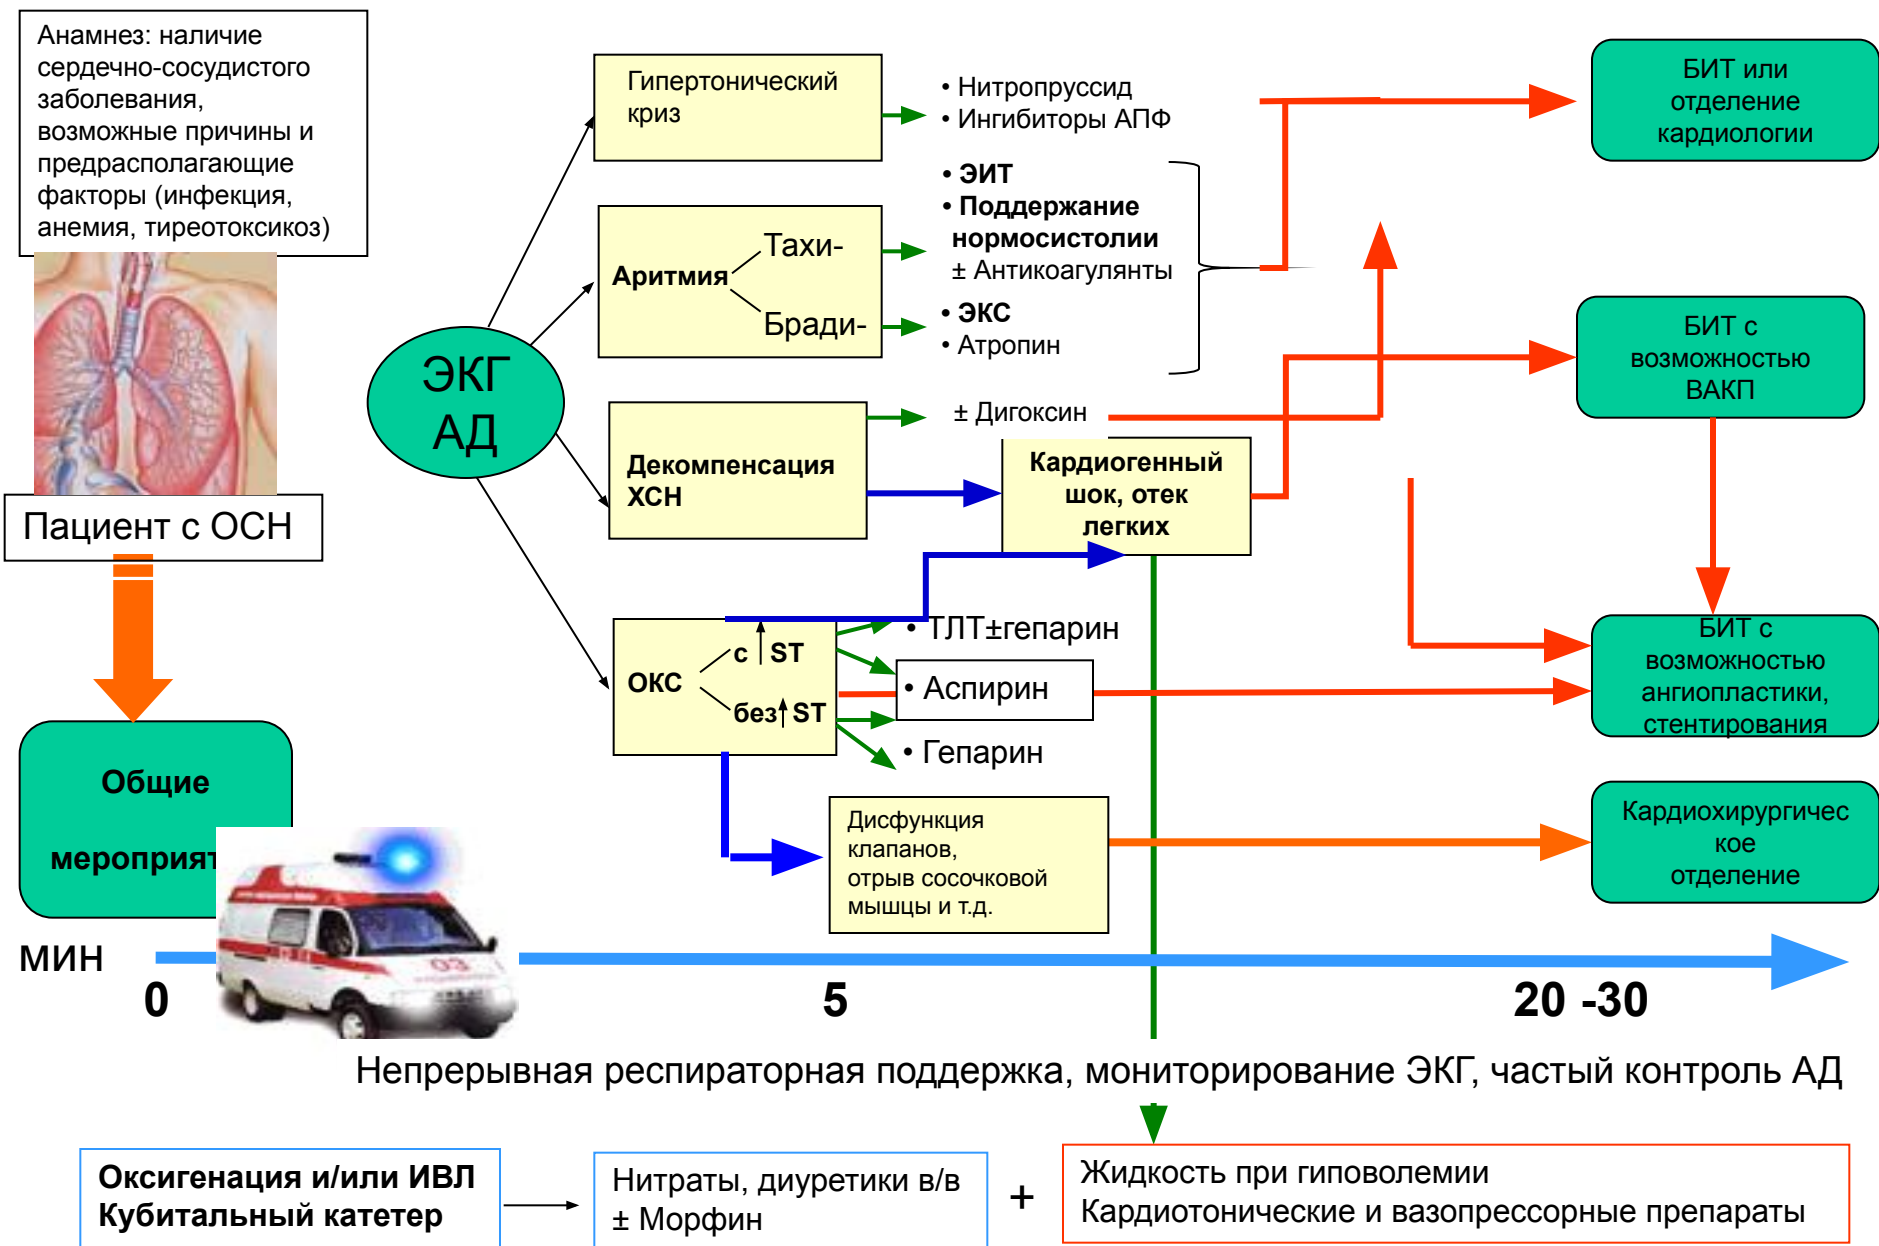 Анамнез: наличие
сердечно-сосудистого
заболевания,
возможные причины и
предрасполагающие
факторы (инфекция,
анемия, тиреотоксикоз)
Пациент с ОСН
Общие
мероприят
ЭКГ
АД
Гипертонический
криз
• Нитропруссид
• Ингибиторы АПФ
Аритмия
Тахи-
Бради-
• ЭИТ
• Поддержание
нормосистолии
± Антикоагулянты
• ЭКС
• Атропин
Декомпенсация
ХСН
± Дигоксин
Кардиогенный
шок, отек
легких
ОКС
с ST
без ST
• ТЛТ±гепарин
• Аспирин
• Гепарин
Дисфункция
клапанов,
отрыв сосочковой
мышцы и т.д.
БИТ или
отделение
кардиологии
БИТ с
возможностью
ВАКП
БИТ с
возможностью
ангиопластики,
стентирования
Кардиохирургичес
кое
отделение
мин
03
0
5
20 -30
Непрерывная респираторная поддержка, мониторирование ЭКГ, частый контроль АД
Оксигенация и/или ИВЛ
Кубитальный катетер
Нитраты, диуретики в/в
± Морфин
+
Жидкость при гиповолемии
Кардиотонические и вазопрессорные препараты